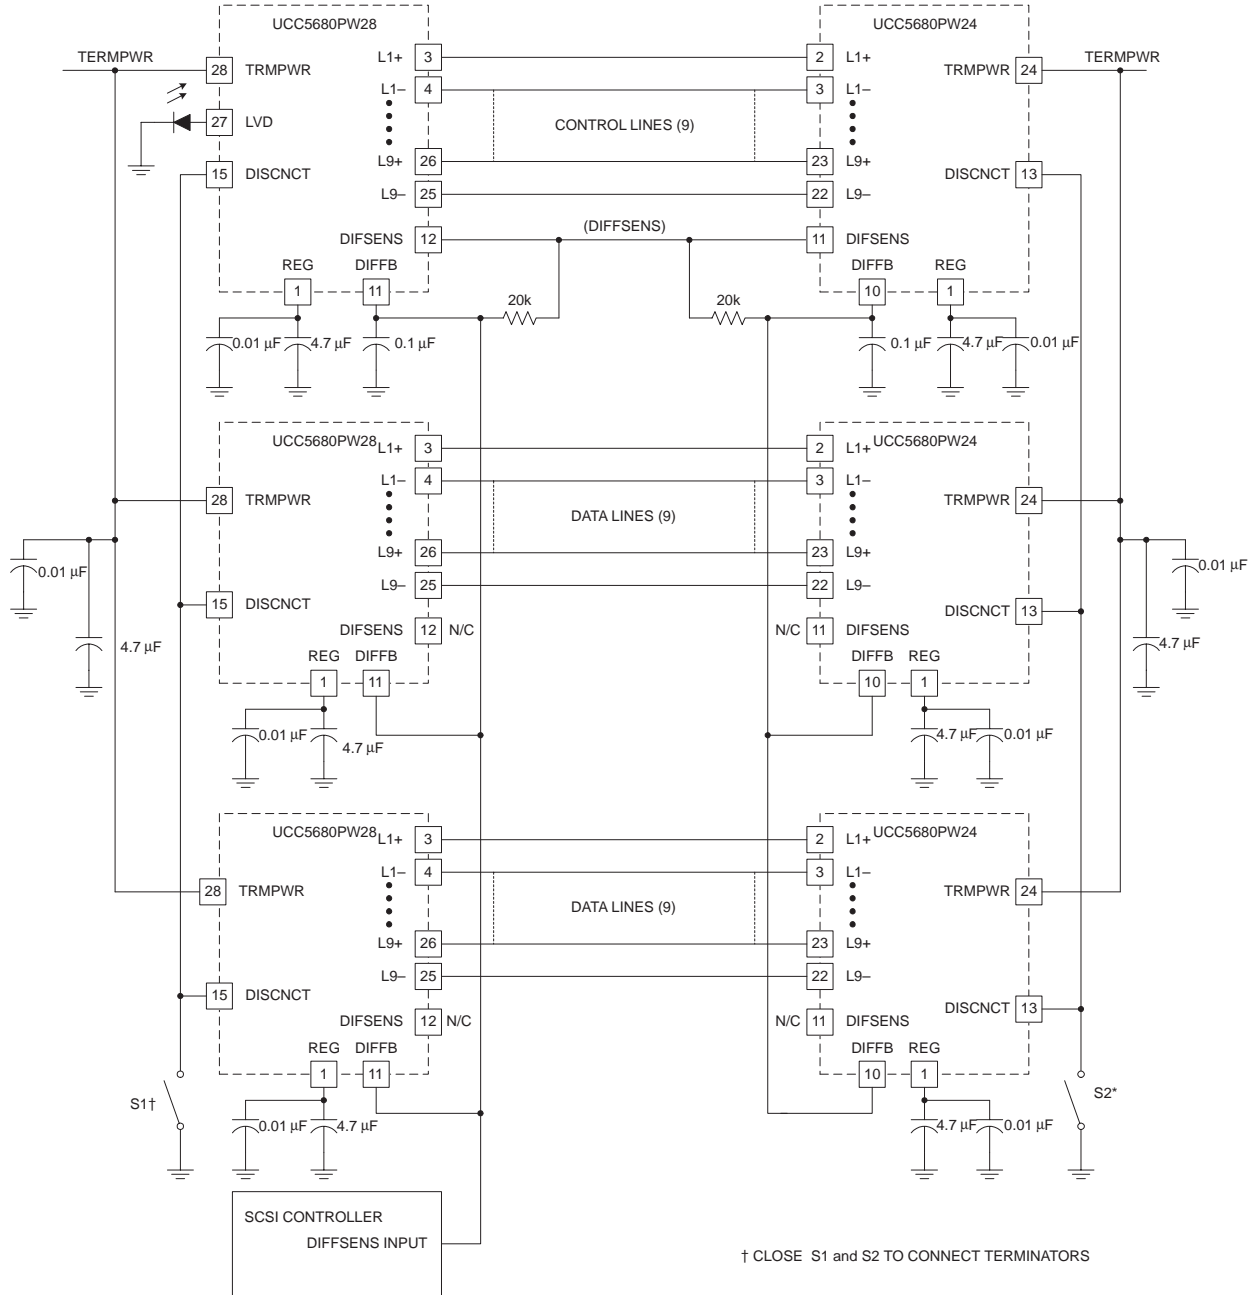 UCC5680PW28
UCC5680PW24
TERMPWR
28
TRMPWR
L1+
3
2
L1+
TRMPWR
24
TERMPWR
L1–
4
3
L1–
27
LVD
CONTROL LINES (9)
L9+
26
23
L9+
15
DISCNCT
L9–
25
22
L9–
DISCNCT
13
(DIFFSENS)
DIFSENS
12
11
DIFSENS
REG
DIFFB
DIFFB
REG
1
11
10
1
20k
20k
0.01 µF
4.7 µF
0.1 µF
0.1 µF
4.7 µF
0.01 µF
UCC5680PW28
UCC5680PW24
L1+
3
2
L1+
L1–
4
3
L1–
28
TRMPWR
TRMPWR
24
DATA LINES (9)
L9+
26
23
L9+
0.01 µF
0.01 µF
L9–
25
22
L9–
15
DISCNCT
DISCNCT
13
DIFSENS
12
N/C
N/C
11
DIFSENS
4.7 µF
4.7 µF
REG
DIFFB
DIFFB
REG
1
11
10
1
0.01 µF
4.7 µF
4.7 µF
0.01 µF
UCC5680PW28
UCC5680PW24
L1+
3
2
L1+
L1–
4
3
L1–
28
TRMPWR
TRMPWR
24
DATA LINES (9)
L9+
26
23
L9+
L9–
25
22
L9–
15
DISCNCT
DISCNCT
13
DIFSENS
12
N/C
N/C
11
DIFSENS
REG
DIFFB
DIFFB
REG
1
11
10
1
S1†
S2*
0.01 µF
4.7 µF
4.7 µF
0.01 µF
SCSI CONTROLLER
DIFFSENS INPUT
† CLOSE S1 and S2 TO CONNECT TERMINATORS